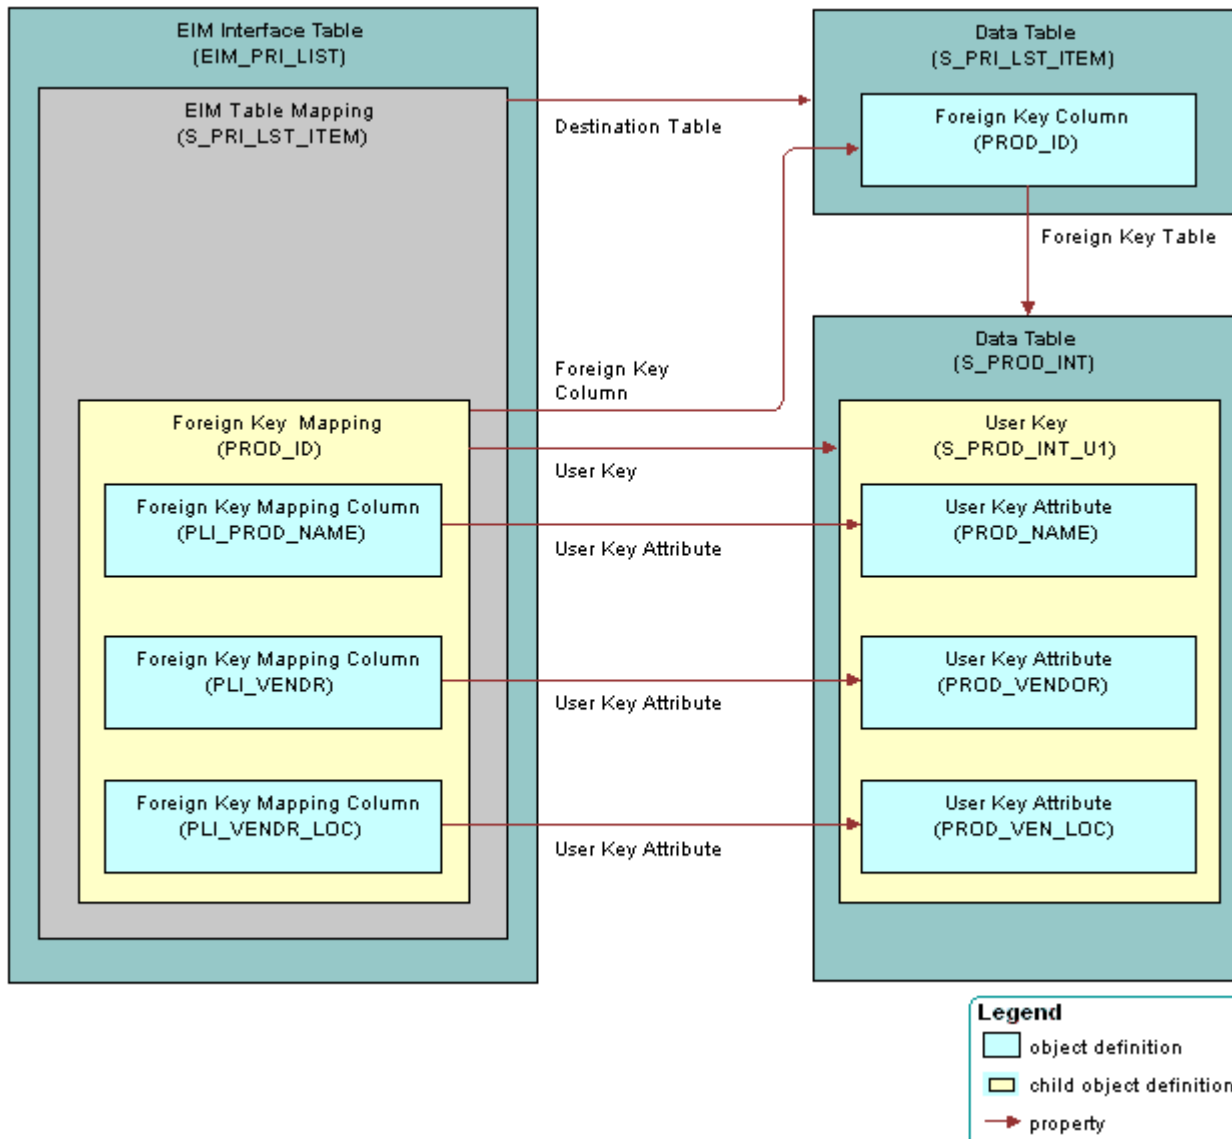 EIM Interface Table
(EIM_PRI_LIST)
EIM Table Mapping
(S_PRI_LST_ITEM)
Destination Table
Data Table
(S_PRI_LST_ITEM)
Foreign Key Column
(PROD_ID)
Foreign Key Table
Data Table
(S_PROD_INT)
Foreign Key
Column
Foreign Key Mapping
(PROD_ID)
User Key
User Key
(S_PROD_INT_U1)
Foreign Key Mapping Column
(PLI_PROD_NAME)
User Key Attribute
User Key Attribute
(PROD_NAME)
Foreign Key Mapping Column
(PLI_VENDR)
User Key Attribute
User Key Attribute
(PROD_VENDOR)
Foreign Key Mapping Column
(PLI_VENDR_LOC)
User Key Attribute
User Key Attribute
(PROD_VEN_LOC)
Legend
object definition
child object definition
property